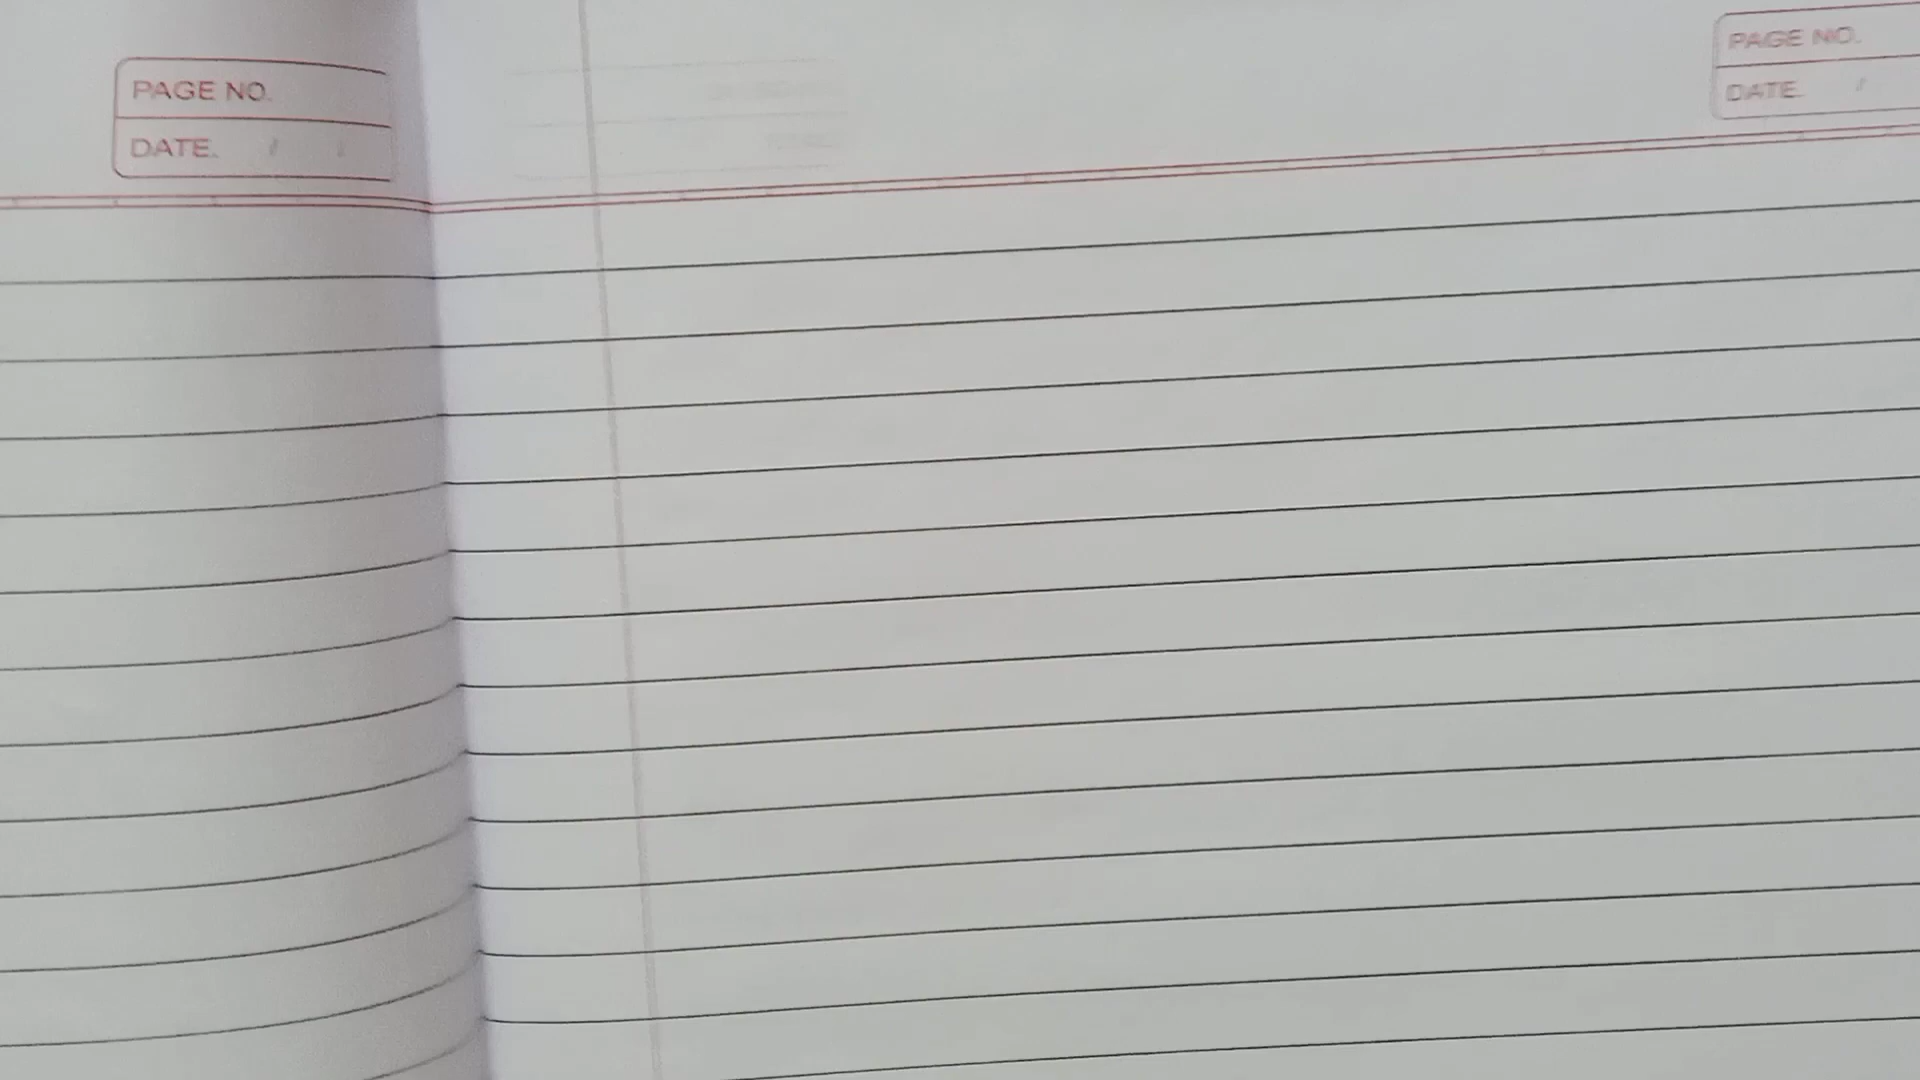 PAGE NO.
DATE. / /
PAGE NO.
DATE. /